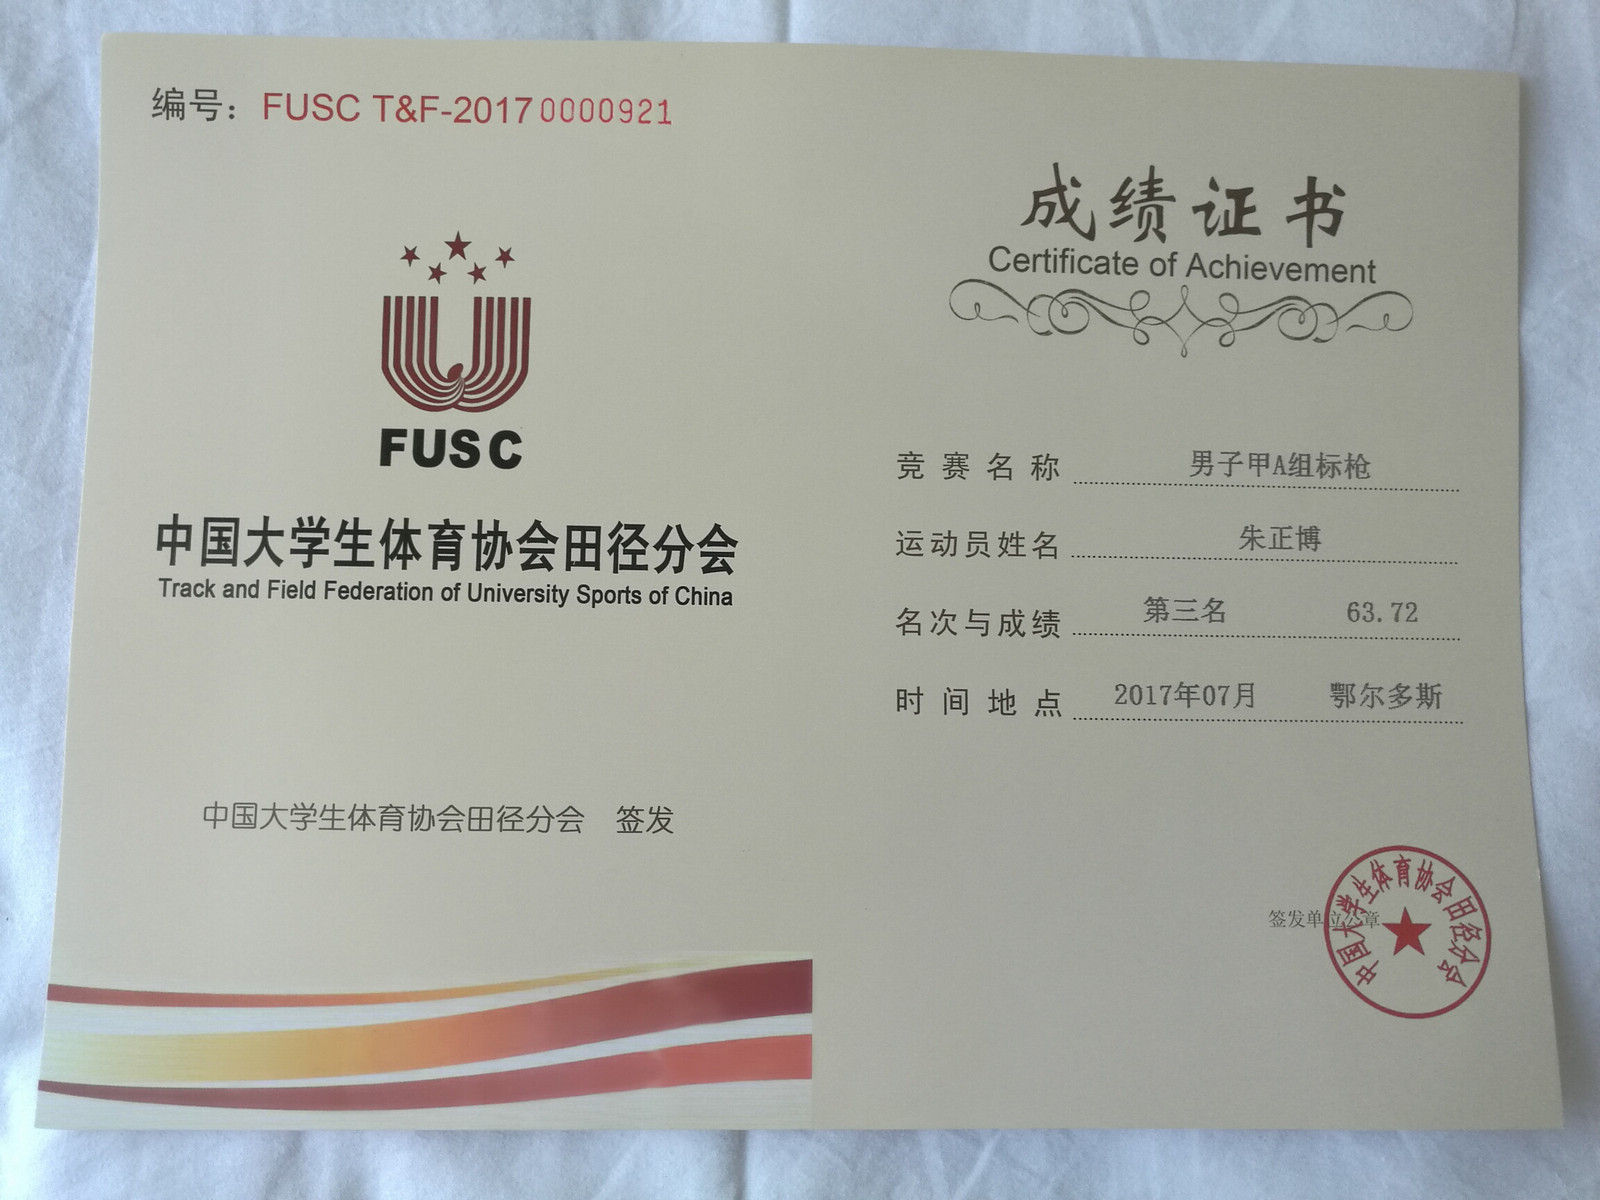 编号：FUSC T&F-2017 0000921
FUSC
中国大学生体育协会田径分会
Track and Field Federation of University Sports of China
中国大学生体育协会田径分会 签发
成绩证书
Certificate of Achievement
竞赛名称 男子甲A组标枪
运动员姓名 朱正博
名次与成绩 第三名 63.72
时间地点 2017年07月 鄂尔多斯
签发单位公章
中国大学生体育协会田径分会